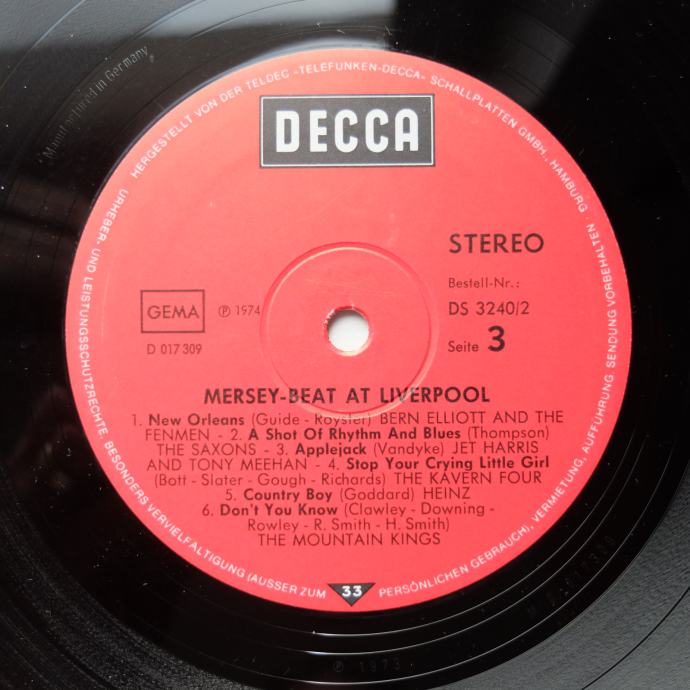 Manufactured in Germany
URHEBER- UND LEISTUNGSSCHUTZRECHTE, BESONDERS VERVIELFÄLTIGUNG (AUSSER ZUM PERSÖNLICHEN GEBRAUCH), VERMIETUNG, AUFFÜHRUNG, SENDUNG VORBEHALTEN · HERGESTELLT VON DER TELDEC »TELEFUNKEN-DECCA« SCHALLPLATTEN GMBH, HAMBURG
DECCA
STEREO
Bestell-Nr.:
GEMA ℗ 1974 DS 3240/2
D 017 309 Seite 3
MERSEY-BEAT AT LIVERPOOL
1. New Orleans (Guide - Royster) BERN ELLIOTT AND THE
FENMEN - 2. A Shot Of Rhythm And Blues (Thompson)
THE SAXONS - 3. Applejack (Vandyke) JET HARRIS
AND TONY MEEHAN - 4. Stop Your Crying Little Girl
(Bott - Slater - Gough - Richards) THE KAVERN FOUR
5. Country Boy (Goddard) HEINZ
6. Don't You Know (Clawley - Downing -
Rowley - R. Smith - H. Smith)
THE MOUNTAIN KINGS
33
℗ 1973